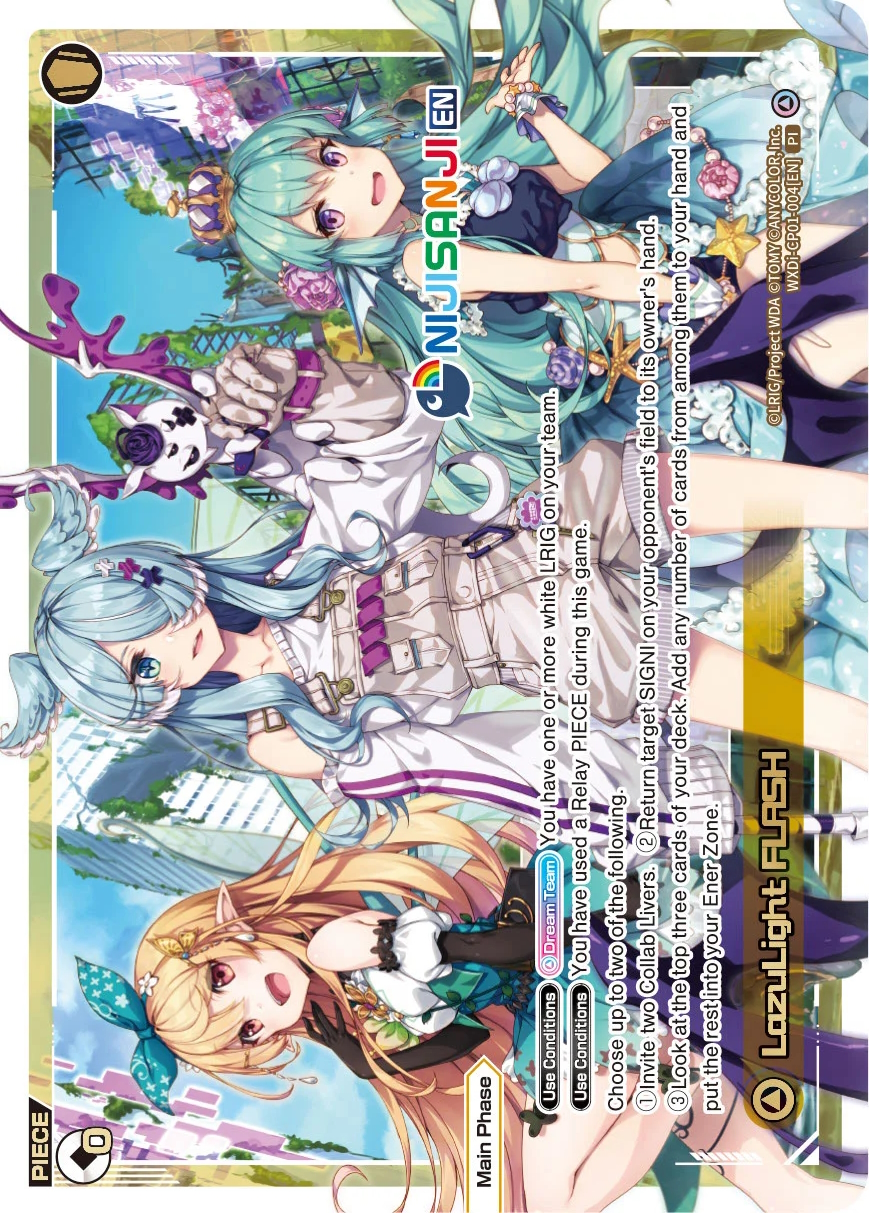 PIECE
0
NIJISANJI EN
Main Phase
Use Conditions Dream Team You have one or more white LRIG on your team.
Use Conditions You have used a Relay PIECE during this game.
Choose up to two of the following.
①Invite two Collab Livers. ②Return target SIGNI on your opponent's field to its owner's hand.
③Look at the top three cards of your deck. Add any number of cards from among them to your hand and
put the rest into your Ener Zone.
LazuLight FLASH
©LRIG/Project WDA ©TOMY ©ANYCOLOR, Inc.
WXDi-CP01-004[EN] PI